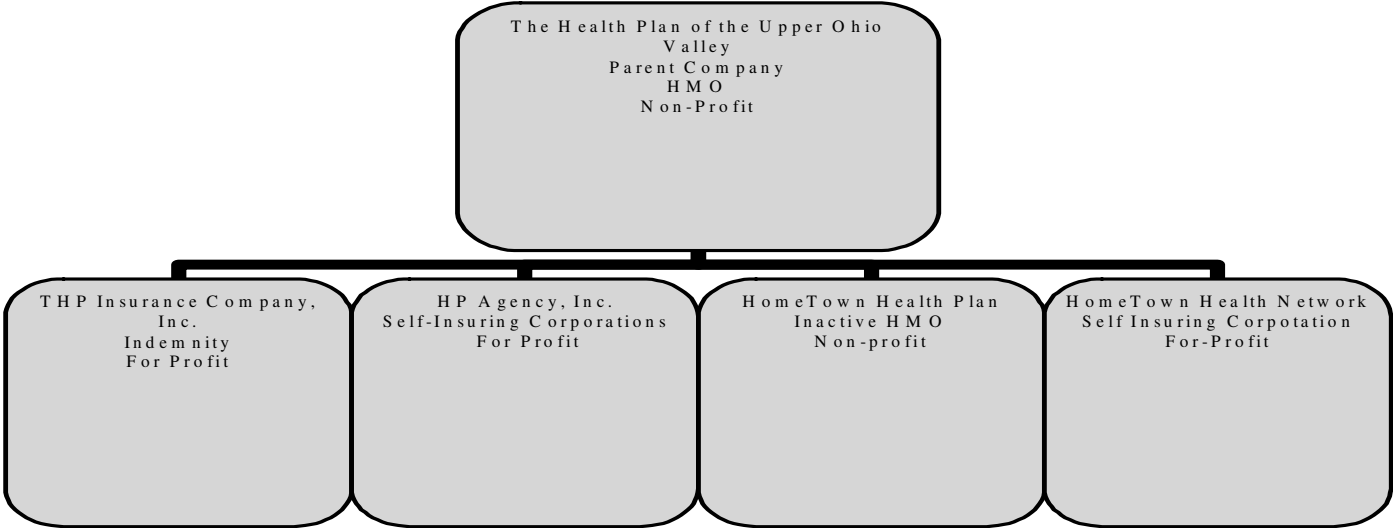 The Health Plan of the Upper Ohio
Valley
Parent Company
HMO
Non-Profit
THP Insurance Company,
Inc.
Indemnity
For Profit
HP Agency, Inc.
Self-Insuring Corporations
For Profit
HomeTown Health Plan
Inactive HMO
Non-profit
HomeTown Health Network
Self Insuring Corpotation
For-Profit